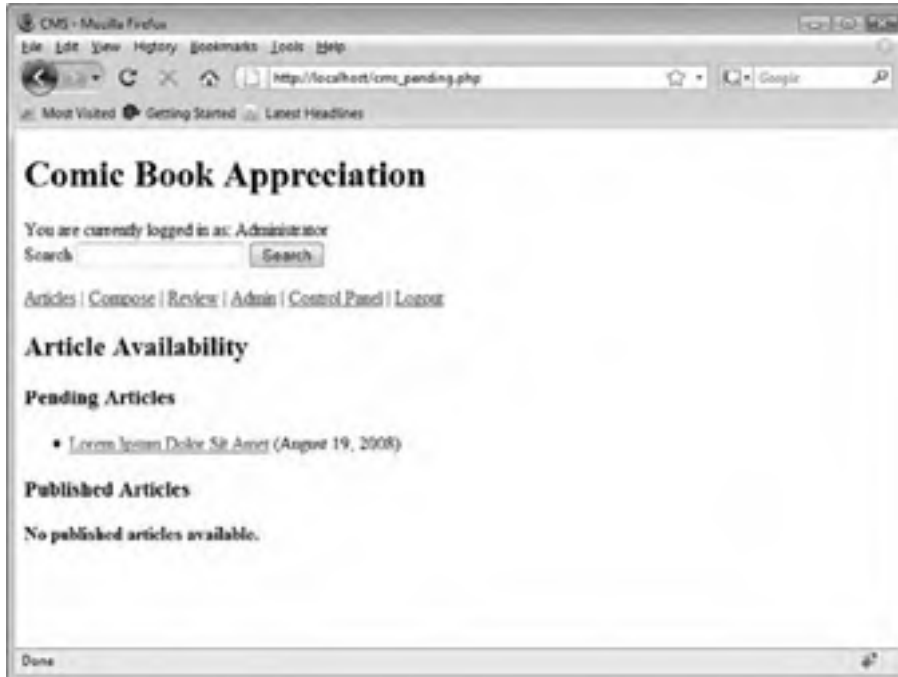 CMS - Mozilla Firefox
File Edit View History Bookmarks Tools Help
http://localhost/cms_pending.php
Google
Most Visited Getting Started Latest Headlines
Comic Book Appreciation
You are currently logged in as: Administrator
Search Search
Articles | Compose | Review | Admin | Control Panel | Logout
Article Availability
Pending Articles
• Lorem Ipsum Dolor Sit Amet (August 19, 2008)
Published Articles
No published articles available.
Done